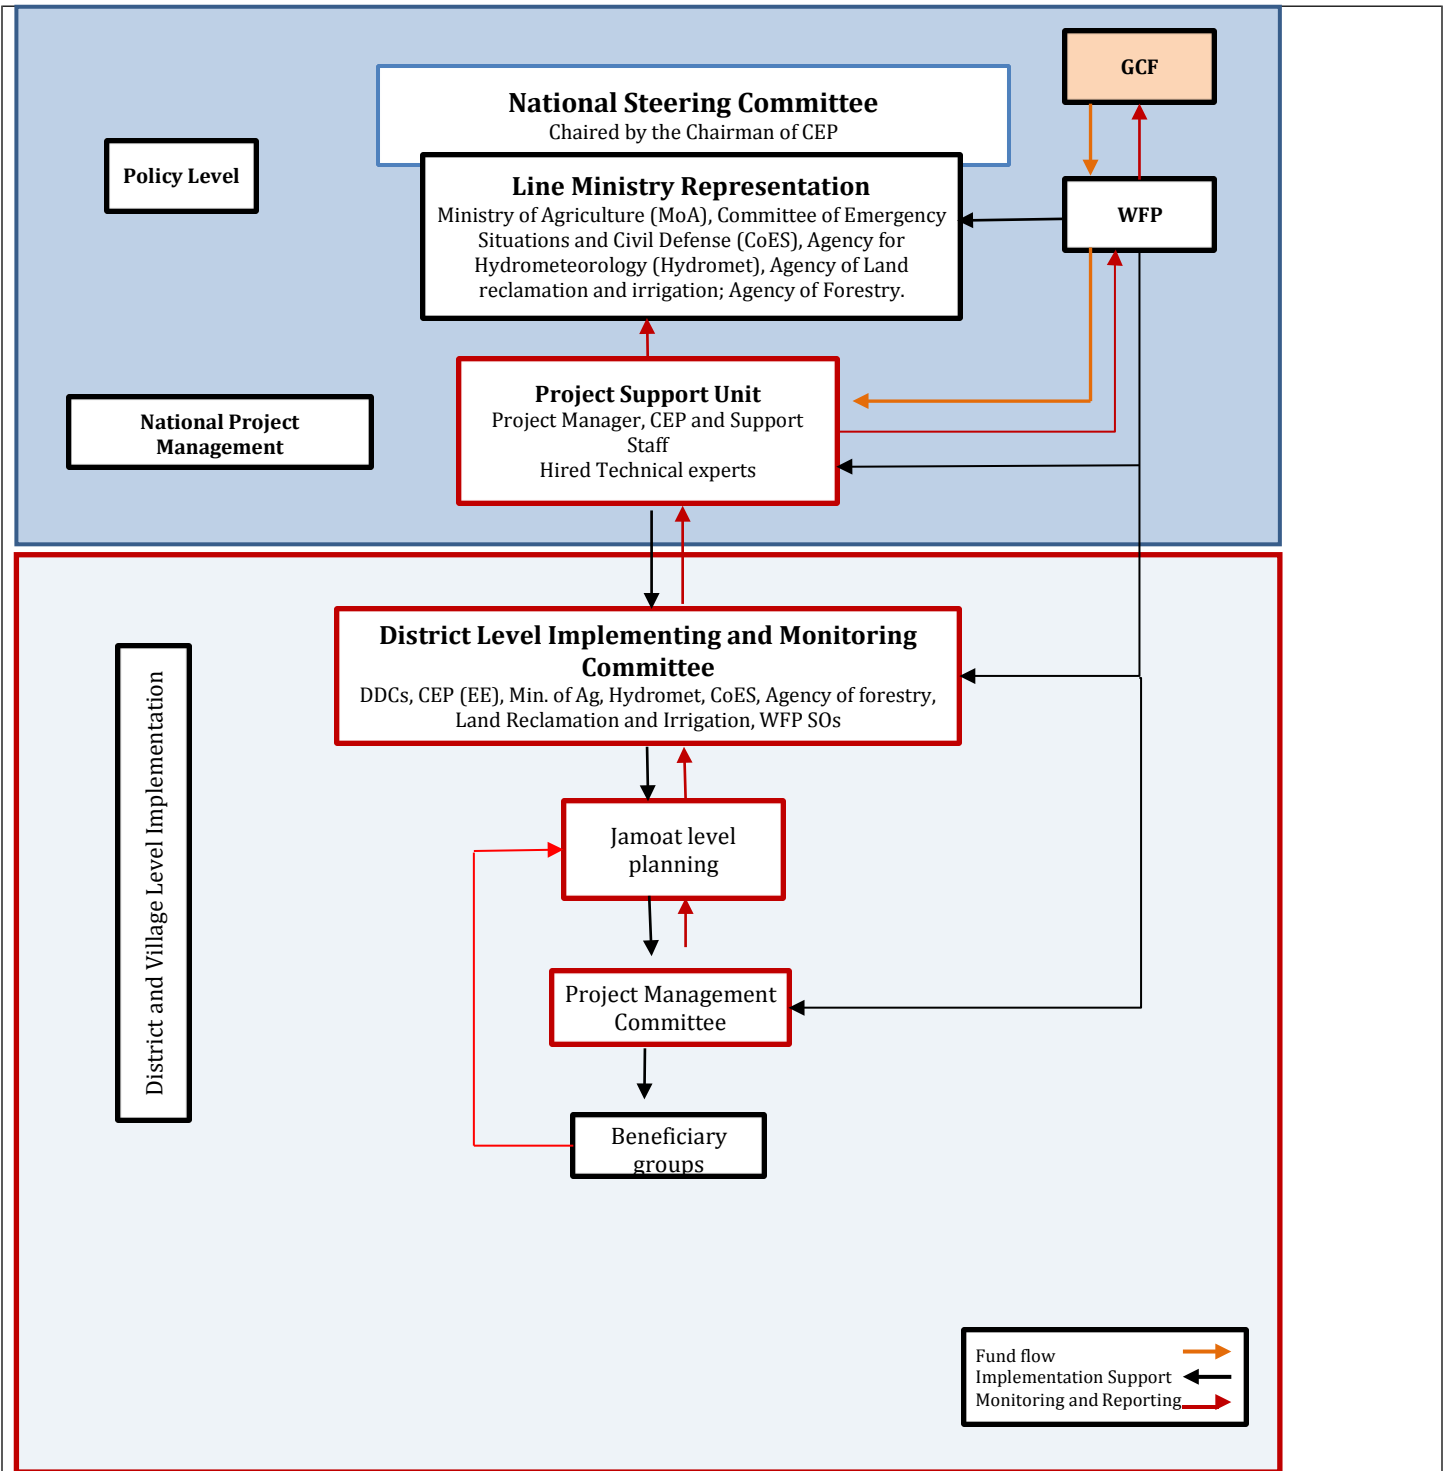 GCF
National Steering Committee
Chaired by the Chairman of CEP
Policy Level
Line Ministry Representation
Ministry of Agriculture (MoA), Committee of Emergency
Situations and Civil Defense (CoES), Agency for
Hydrometeorology (Hydromet), Agency of Land
reclamation and irrigation; Agency of Forestry.
WFP
National Project
Management
Project Support Unit
Project Manager, CEP and Support
Staff
Hired Technical experts
District and Village Level Implementation
District Level Implementing and Monitoring
Committee
DDCs, CEP (EE), Min. of Ag, Hydromet, CoES, Agency of forestry,
Land Reclamation and Irrigation, WFP SOs
Jamoat level
planning
Project Management
Committee
Beneficiary
groups
Fund flow
Implementation Support
Monitoring and Reporting